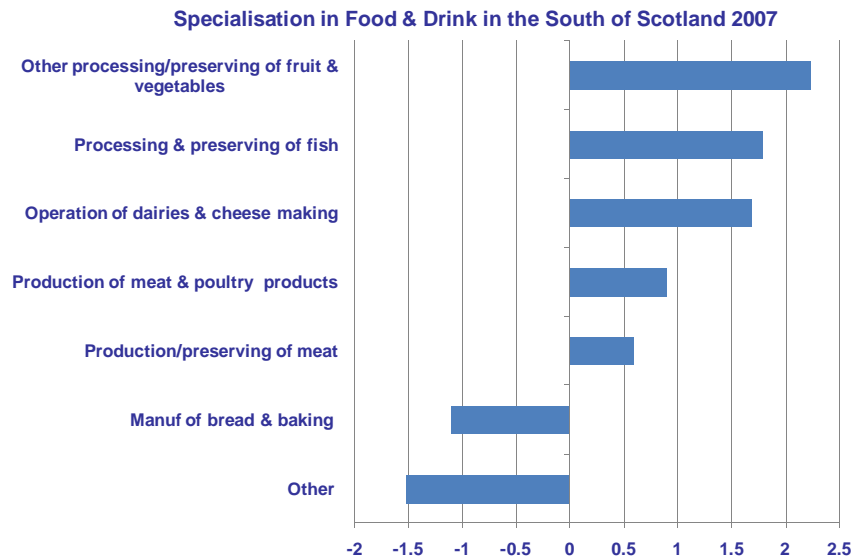 Specialisation in Food & Drink in the South of Scotland 2007
Other processing/preserving of fruit &
vegetables
Processing & preserving of fish
Operation of dairies & cheese making
Production of meat & poultry products
Production/preserving of meat
Manuf of bread & baking
Other
-2 -1.5 -1 -0.5 0 0.5 1 1.5 2 2.5